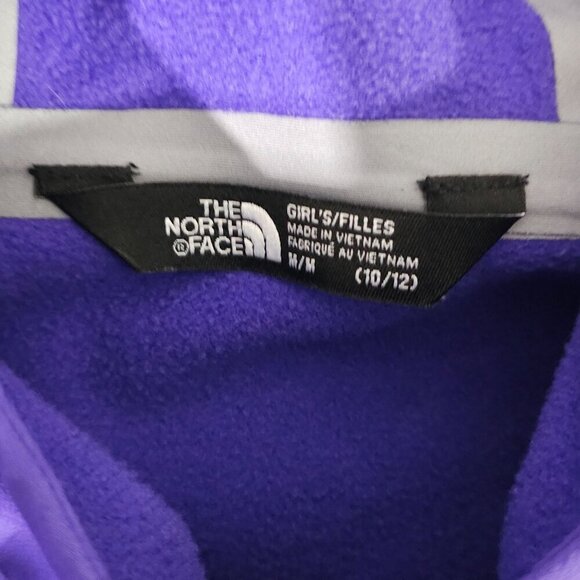 THE
NORTH
®FACE
GIRL'S/FILLES
MADE IN VIETNAM
FABRIQUÉ AU VIETNAM
M/M (10/12)